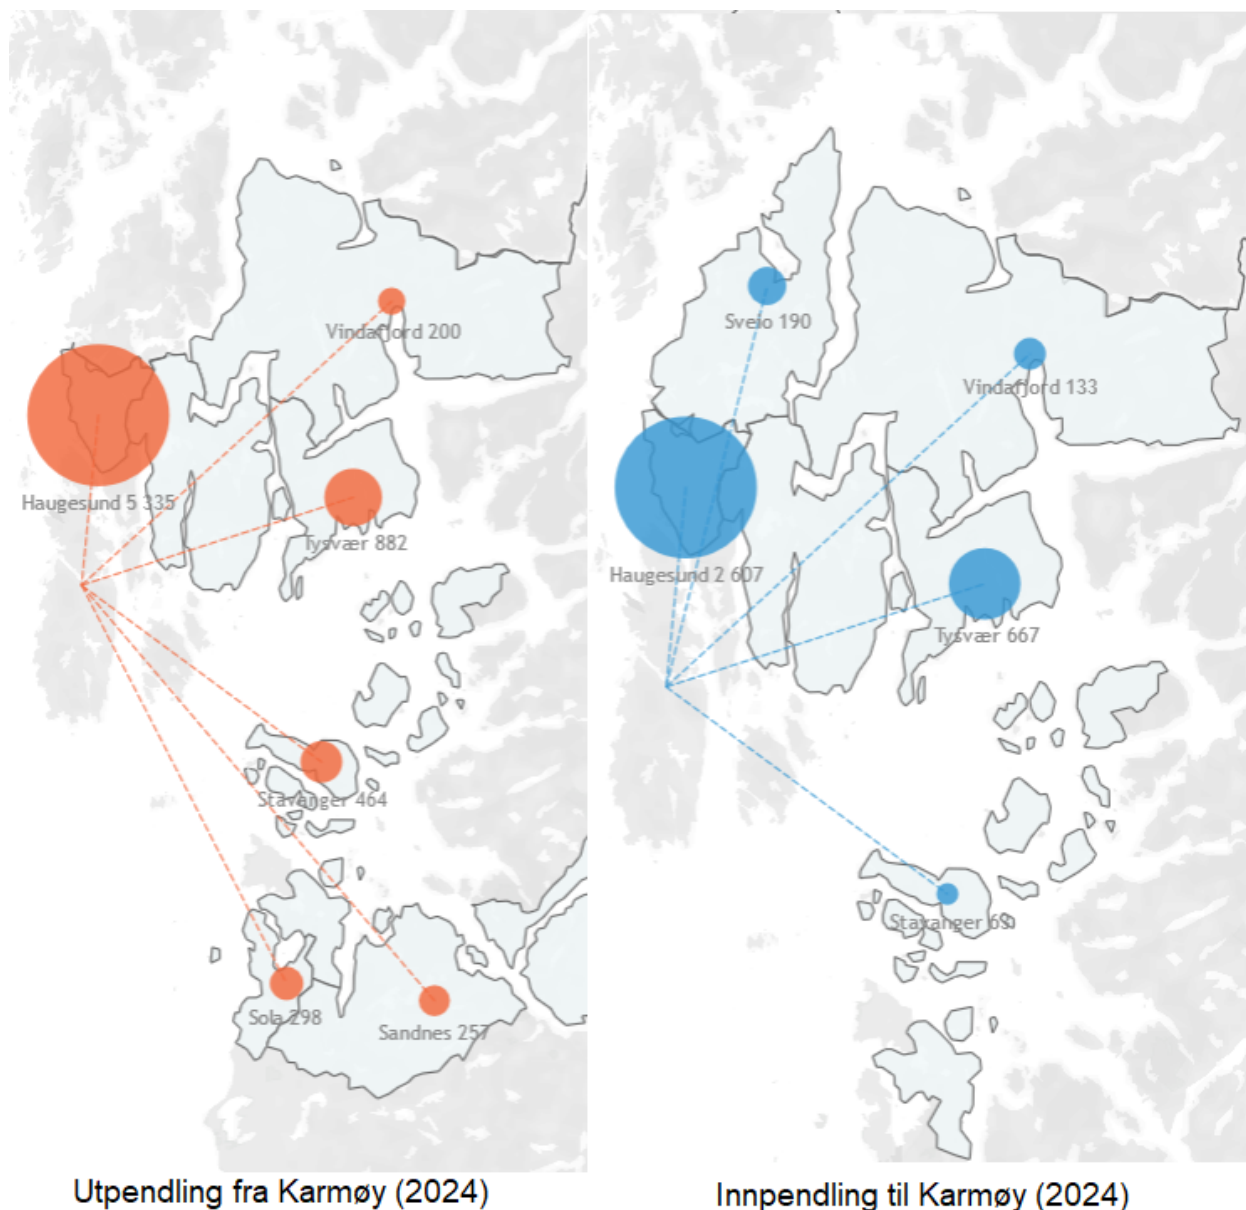 Vindafjord 200
Haugesund 5 335
Tysvær 882
Stavanger 464
Sola 298
Sandnes 257
Utpendling fra Karmøy (2024)
Sveio 190
Vindafjord 133
Haugesund 2 607
Tysvær 667
Stavanger
Innpendling til Karmøy (2024)